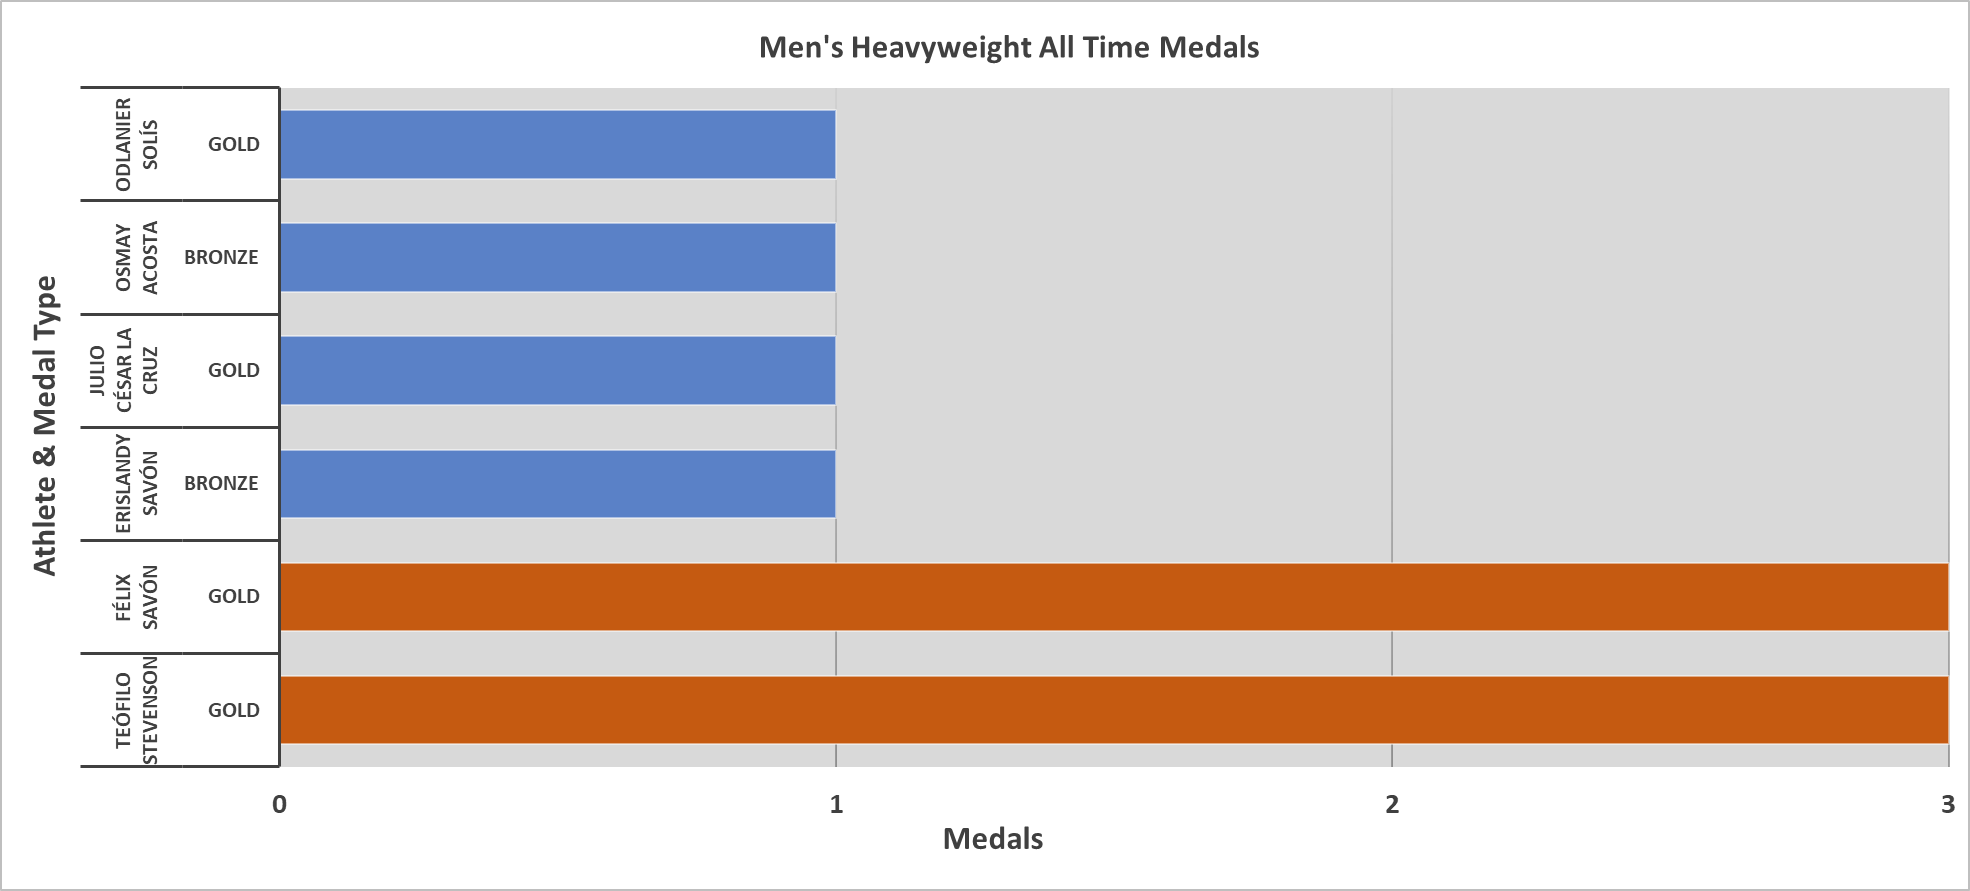 Men's Heavyweight All Time Medals
Athlete & Medal Type
ODLANIER
SOLÍS
GOLD
OSMAY
ACOSTA
BRONZE
JULIO
CÉSAR LA
CRUZ
GOLD
ERISLANDY
SAVÓN
BRONZE
FÉLIX
SAVÓN
GOLD
TEÓFILO
STEVENSON
GOLD
0 1 2 3
Medals